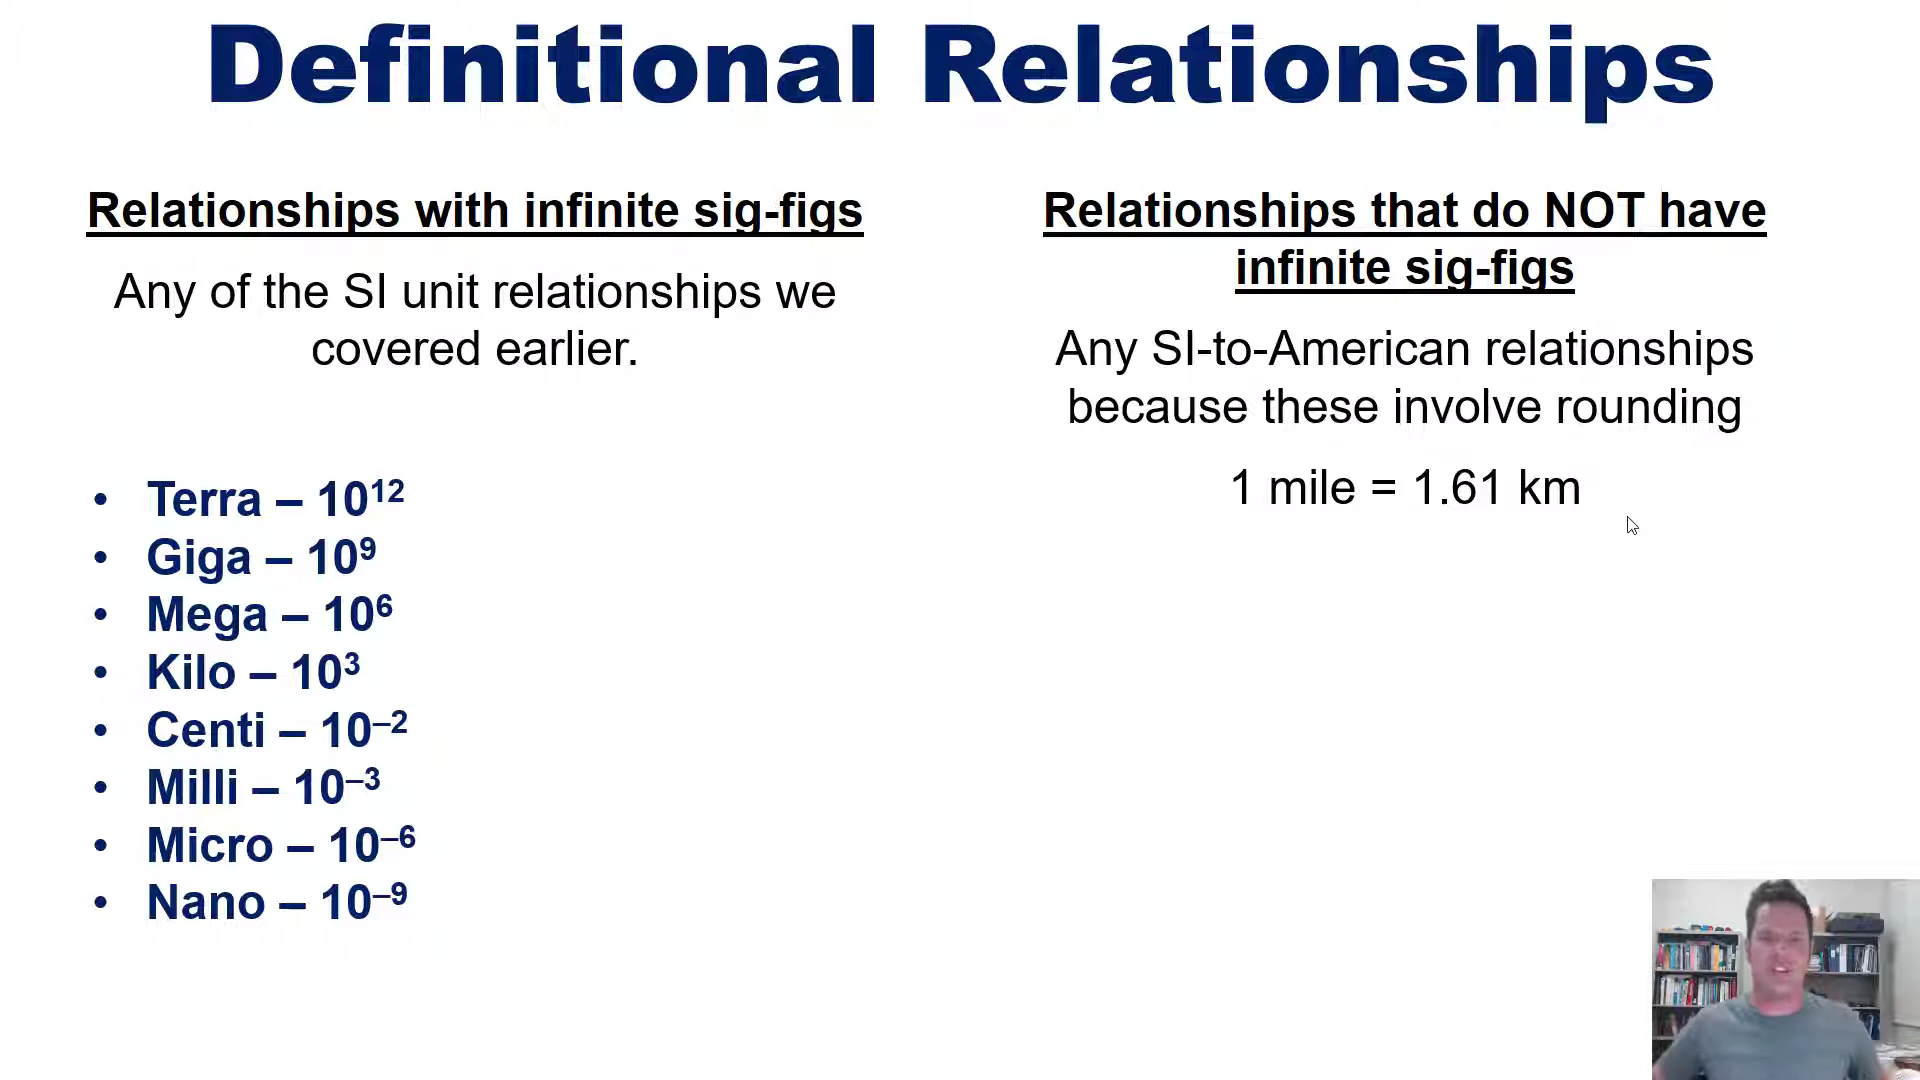 Definitional Relationships
Relationships with infinite sig-figs
Any of the SI unit relationships we
covered earlier.
• Terra – 10¹²
• Giga – 10⁹
• Mega – 10⁶
• Kilo – 10³
• Centi – 10⁻²
• Milli – 10⁻³
• Micro – 10⁻⁶
• Nano – 10⁻⁹
Relationships that do NOT have
infinite sig-figs
Any SI-to-American relationships
because these involve rounding
1 mile = 1.61 km